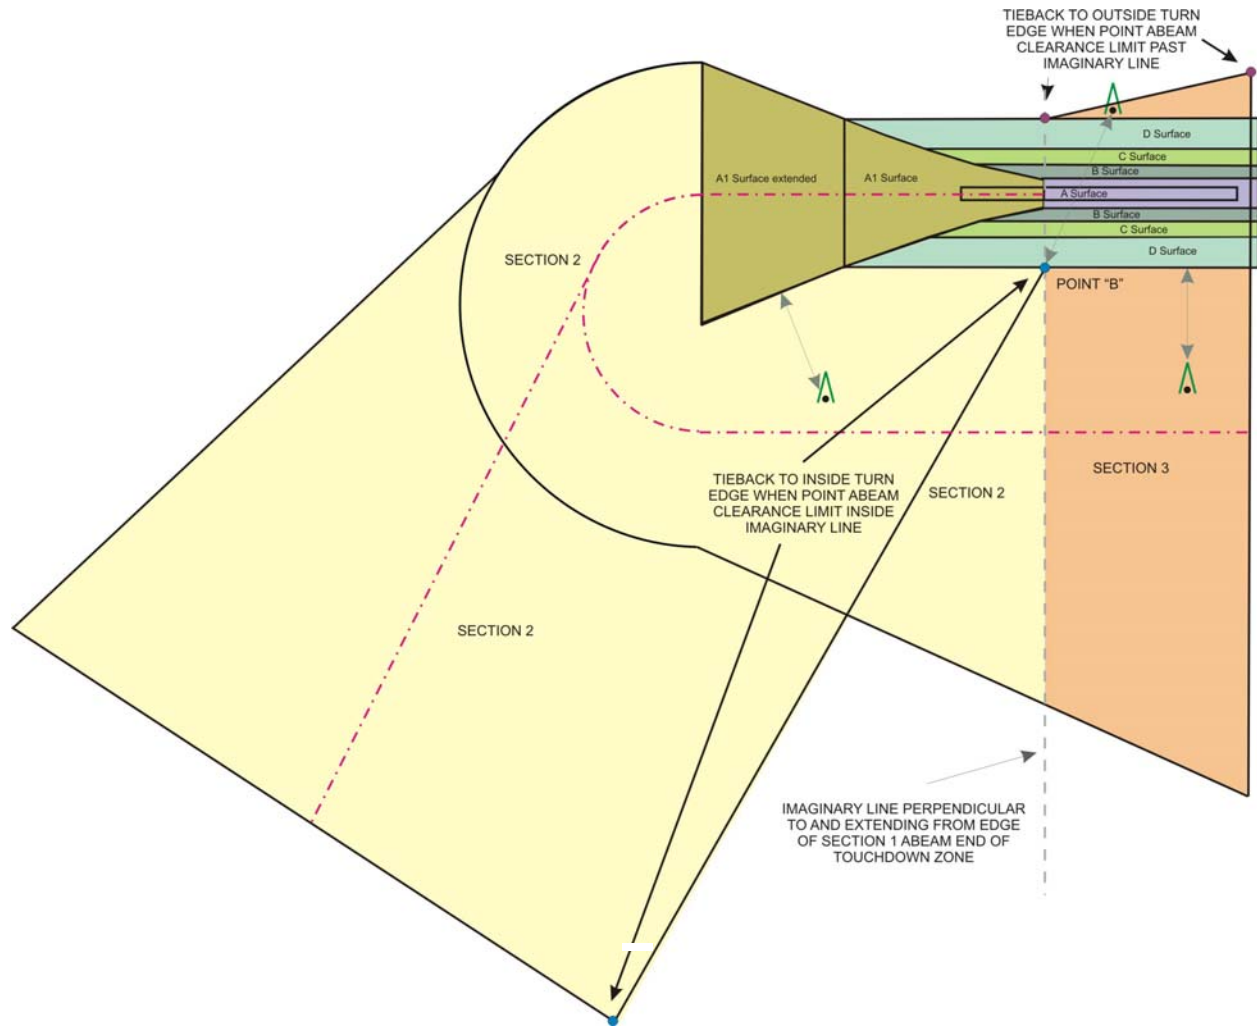 TIEBACK TO OUTSIDE TURN
EDGE WHEN POINT ABEAM
CLEARANCE LIMIT PAST
IMAGINARY LINE
D Surface
C Surface
B Surface
A1 Surface extended
A1 Surface
A Surface
B Surface
C Surface
D Surface
SECTION 2
POINT “B”
TIEBACK TO INSIDE TURN
EDGE WHEN POINT ABEAM
CLEARANCE LIMIT INSIDE
IMAGINARY LINE
SECTION 2
SECTION 3
SECTION 2
IMAGINARY LINE PERPENDICULAR
TO AND EXTENDING FROM EDGE
OF SECTION 1 ABEAM END OF
TOUCHDOWN ZONE